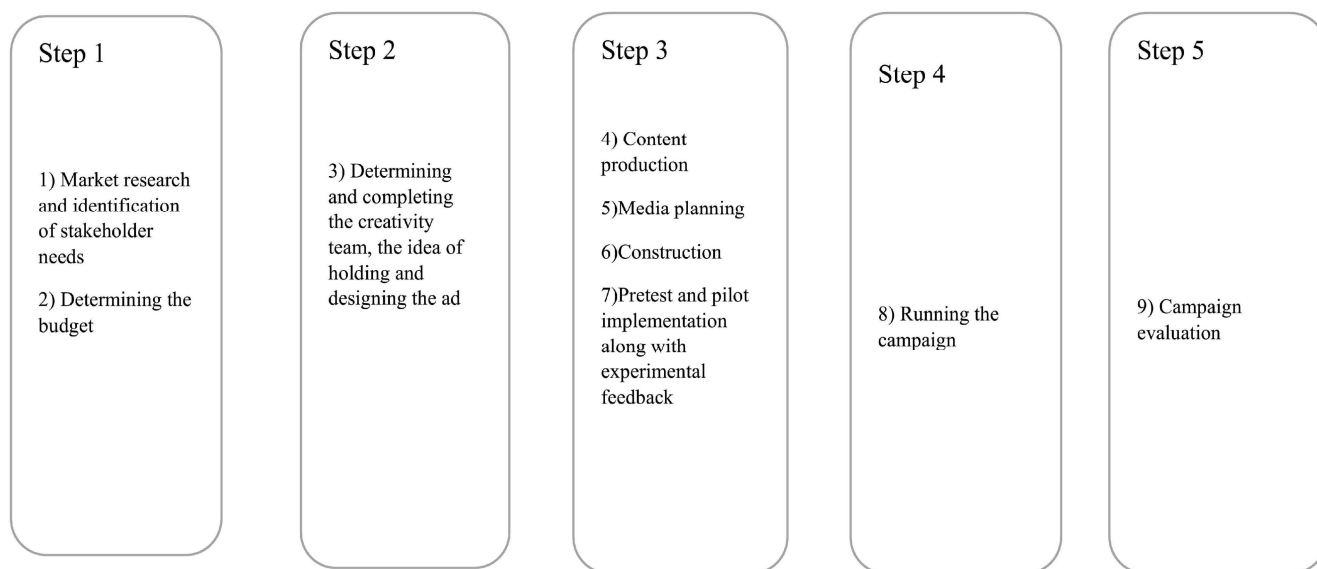 Step 1
1) Market research
and identification
of stakeholder
needs
2) Determining the
budget
Step 2
3) Determining
and completing
the creativity
team, the idea of
holding and
designing the ad
Step 3
4) Content
production
5)Media planning
6)Construction
7)Pretest and pilot
implementation
along with
experimental
feedback
Step 4
8) Running the
campaign
Step 5
9) Campaign
evaluation